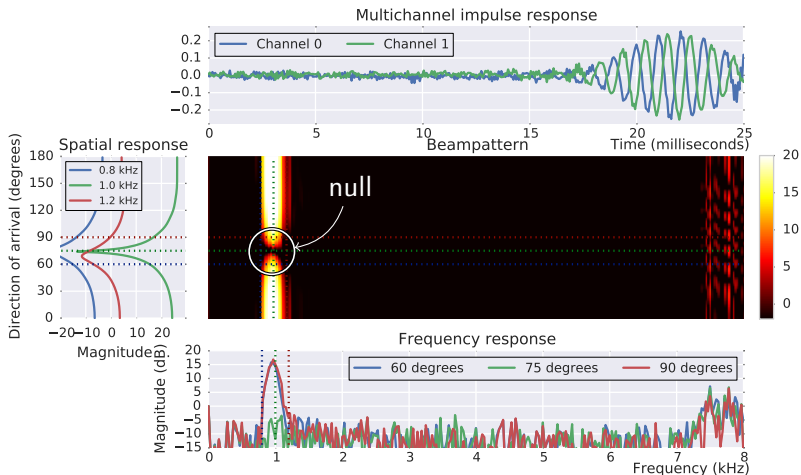 Multichannel impulse response
0.2
0.1
0.0
−0.1
−0.2
Channel 0
Channel 1
0 5 10 15 20 25
Time (milliseconds)
Spatial response
Direction of arrival (degrees)
180
150
120
90
60
30
0
0.8 kHz
1.0 kHz
1.2 kHz
−20 −10 0 10 20 30
Magnitude
Beampattern
null
20
15
10
5
0
Frequency response
Magnitude (dB)
20
15
10
5
0
−5
−10
−15
60 degrees
75 degrees
90 degrees
0 1 2 3 4 5 6 7 8
Frequency (kHz)